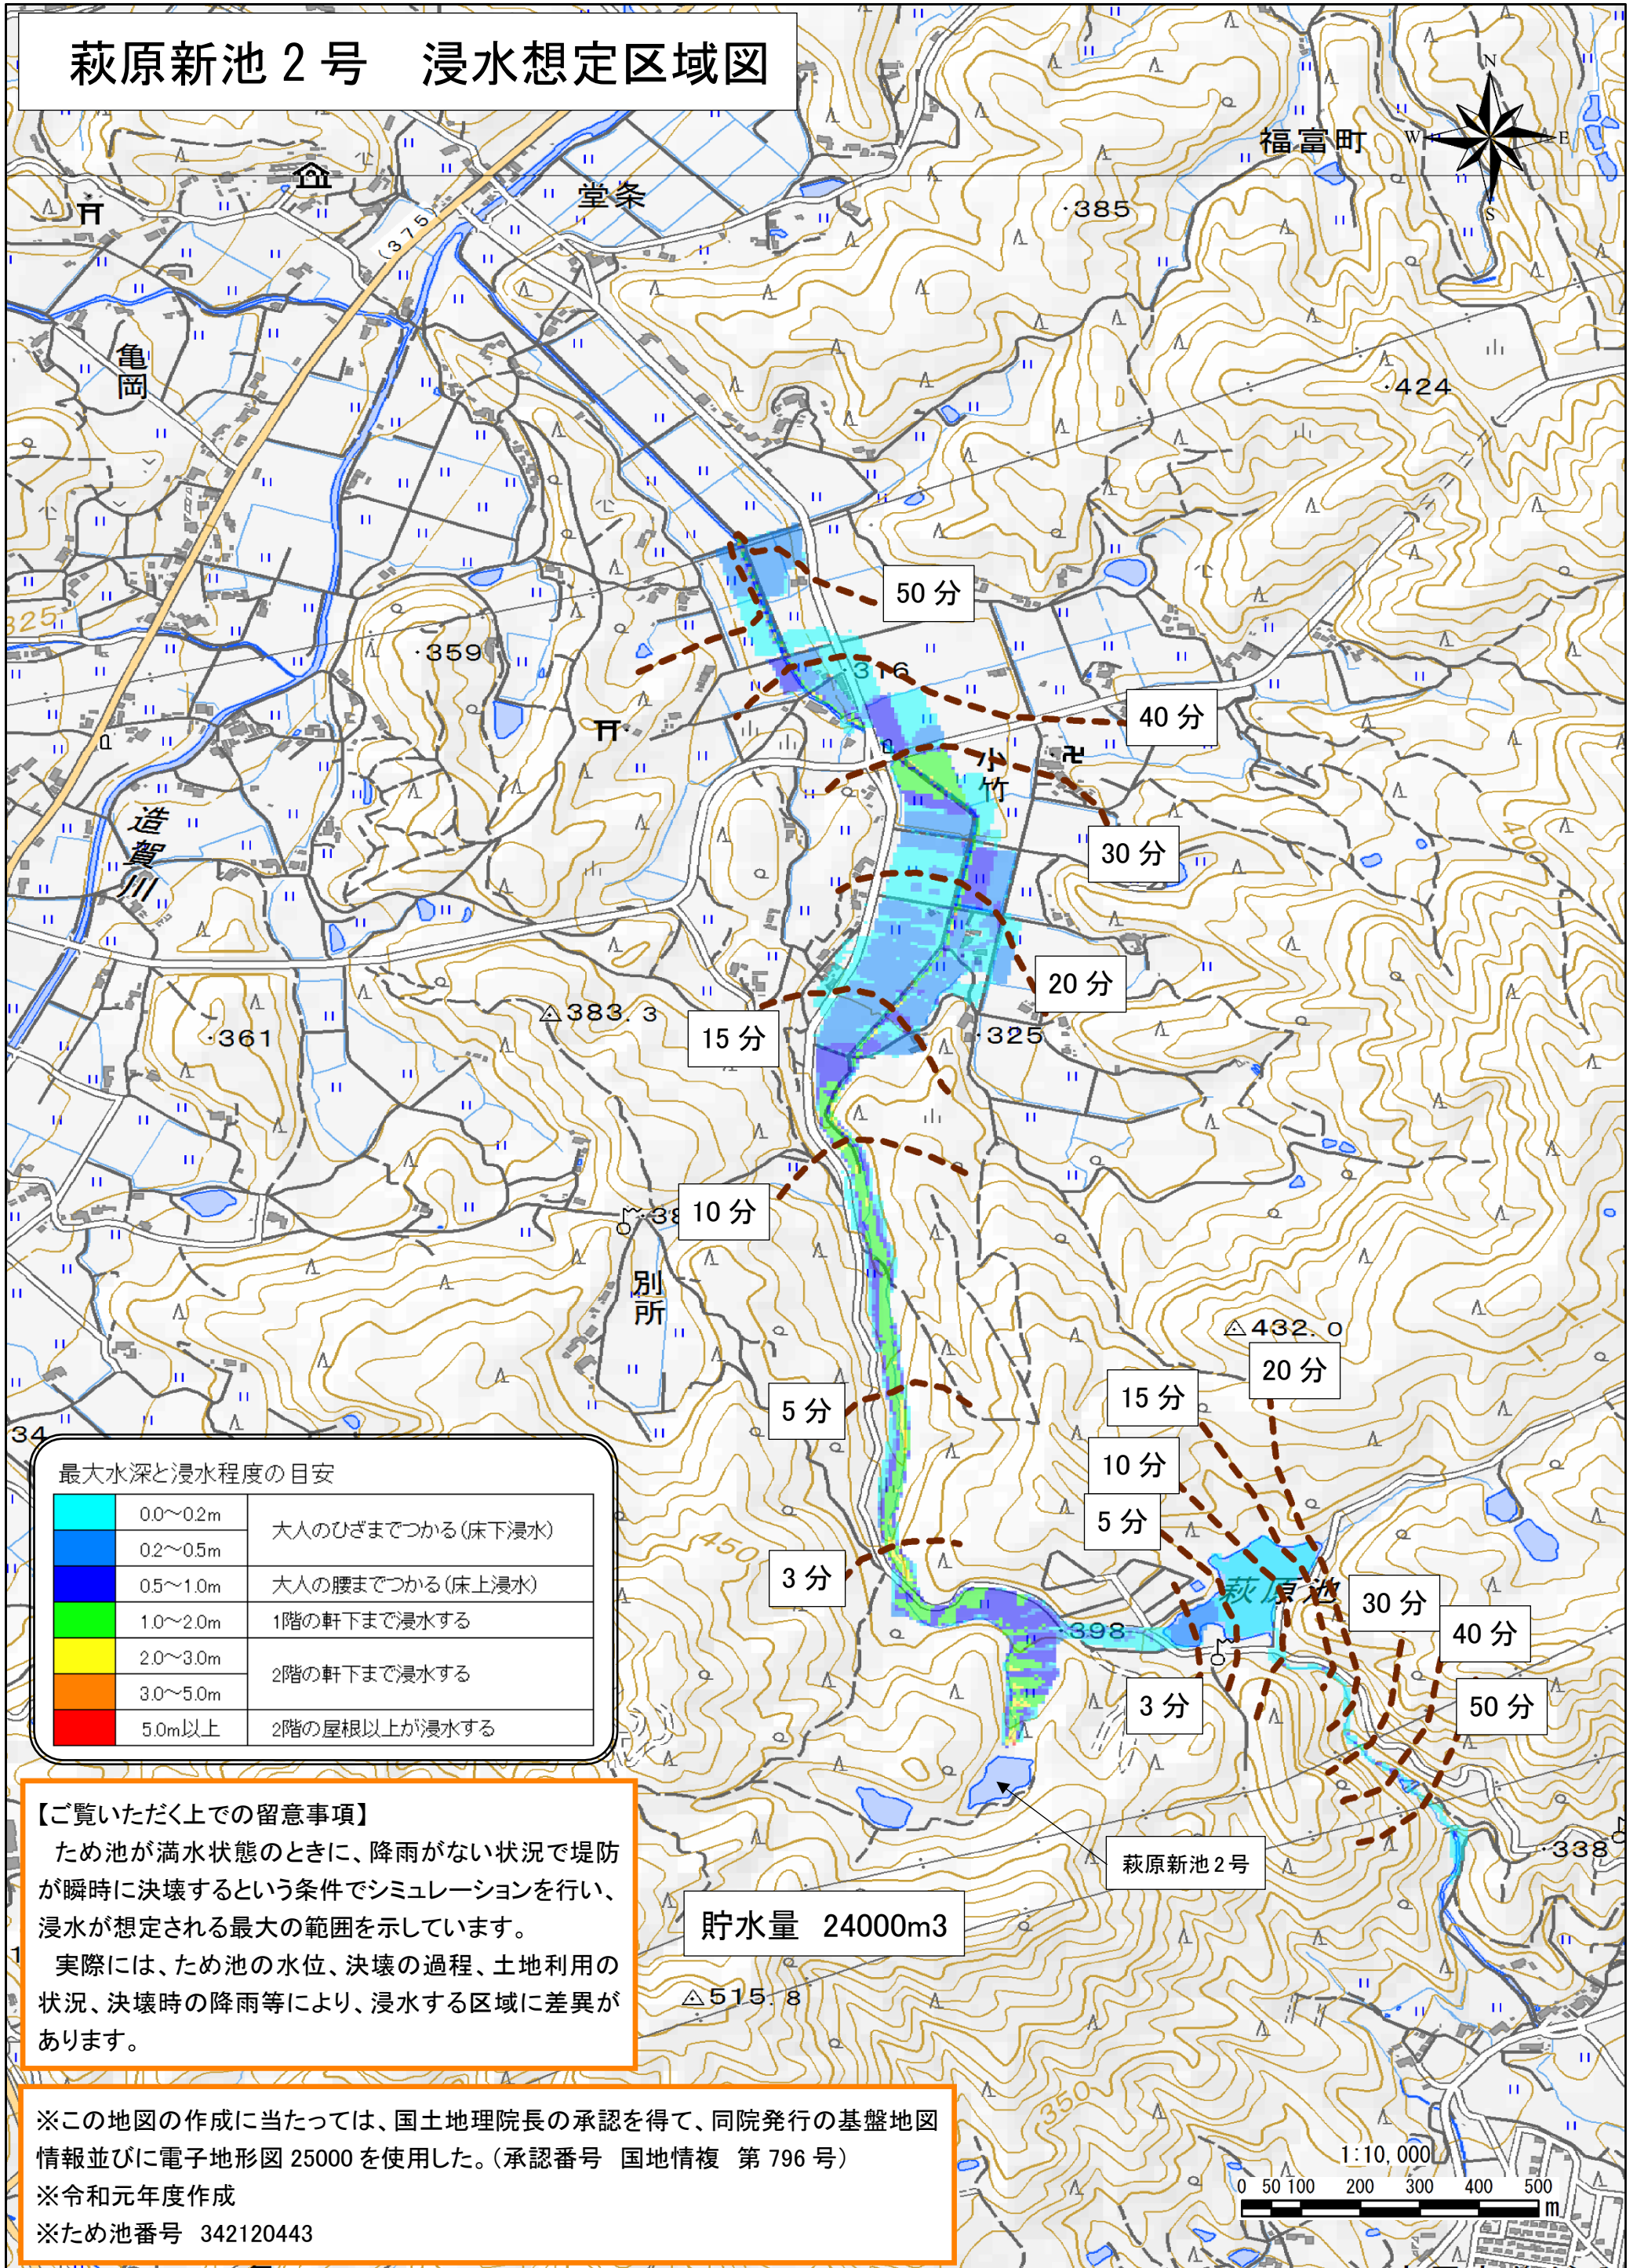 萩原新池２号　浸水想定区域図
福富町
N
W
E
S
堂条
(375)
・385
亀岡
・424
325
・359
50 分
・316
40 分
小竹
30 分
造賀川
20 分
383.3
15 分
・361
・325
10 分
別所
432.0
20 分
15 分
5 分
10 分
5 分
34
450
3 分
萩原池
30 分
40 分
・398
3 分
50 分
最大水深と浸水程度の目安
0.0～0.2m
大人のひざまでつかる(床下浸水)
0.2～0.5m
0.5～1.0m 大人の腰までつかる(床上浸水)
1.0～2.0m 1階の軒下まで浸水する
2.0～3.0m
2階の軒下まで浸水する
3.0～5.0m
5.0m以上 2階の屋根以上が浸水する
・338
萩原新池２号
【ご覧いただく上での留意事項】
　ため池が満水状態のときに、降雨がない状況で堤防
が瞬時に決壊するという条件でシミュレーションを行い、
浸水が想定される最大の範囲を示しています。
　実際には、ため池の水位、決壊の過程、土地利用の
状況、決壊時の降雨等により、浸水する区域に差異が
あります。
貯水量　24000m3
515.8
350
※この地図の作成に当たっては、国土地理院長の承認を得て、同院発行の基盤地図
情報並びに電子地形図 25000 を使用した。（承認番号　国地情複　第 796 号）
※令和元年度作成
※ため池番号　342120443
1:10,000
0 50 100 200 300 400 500
m